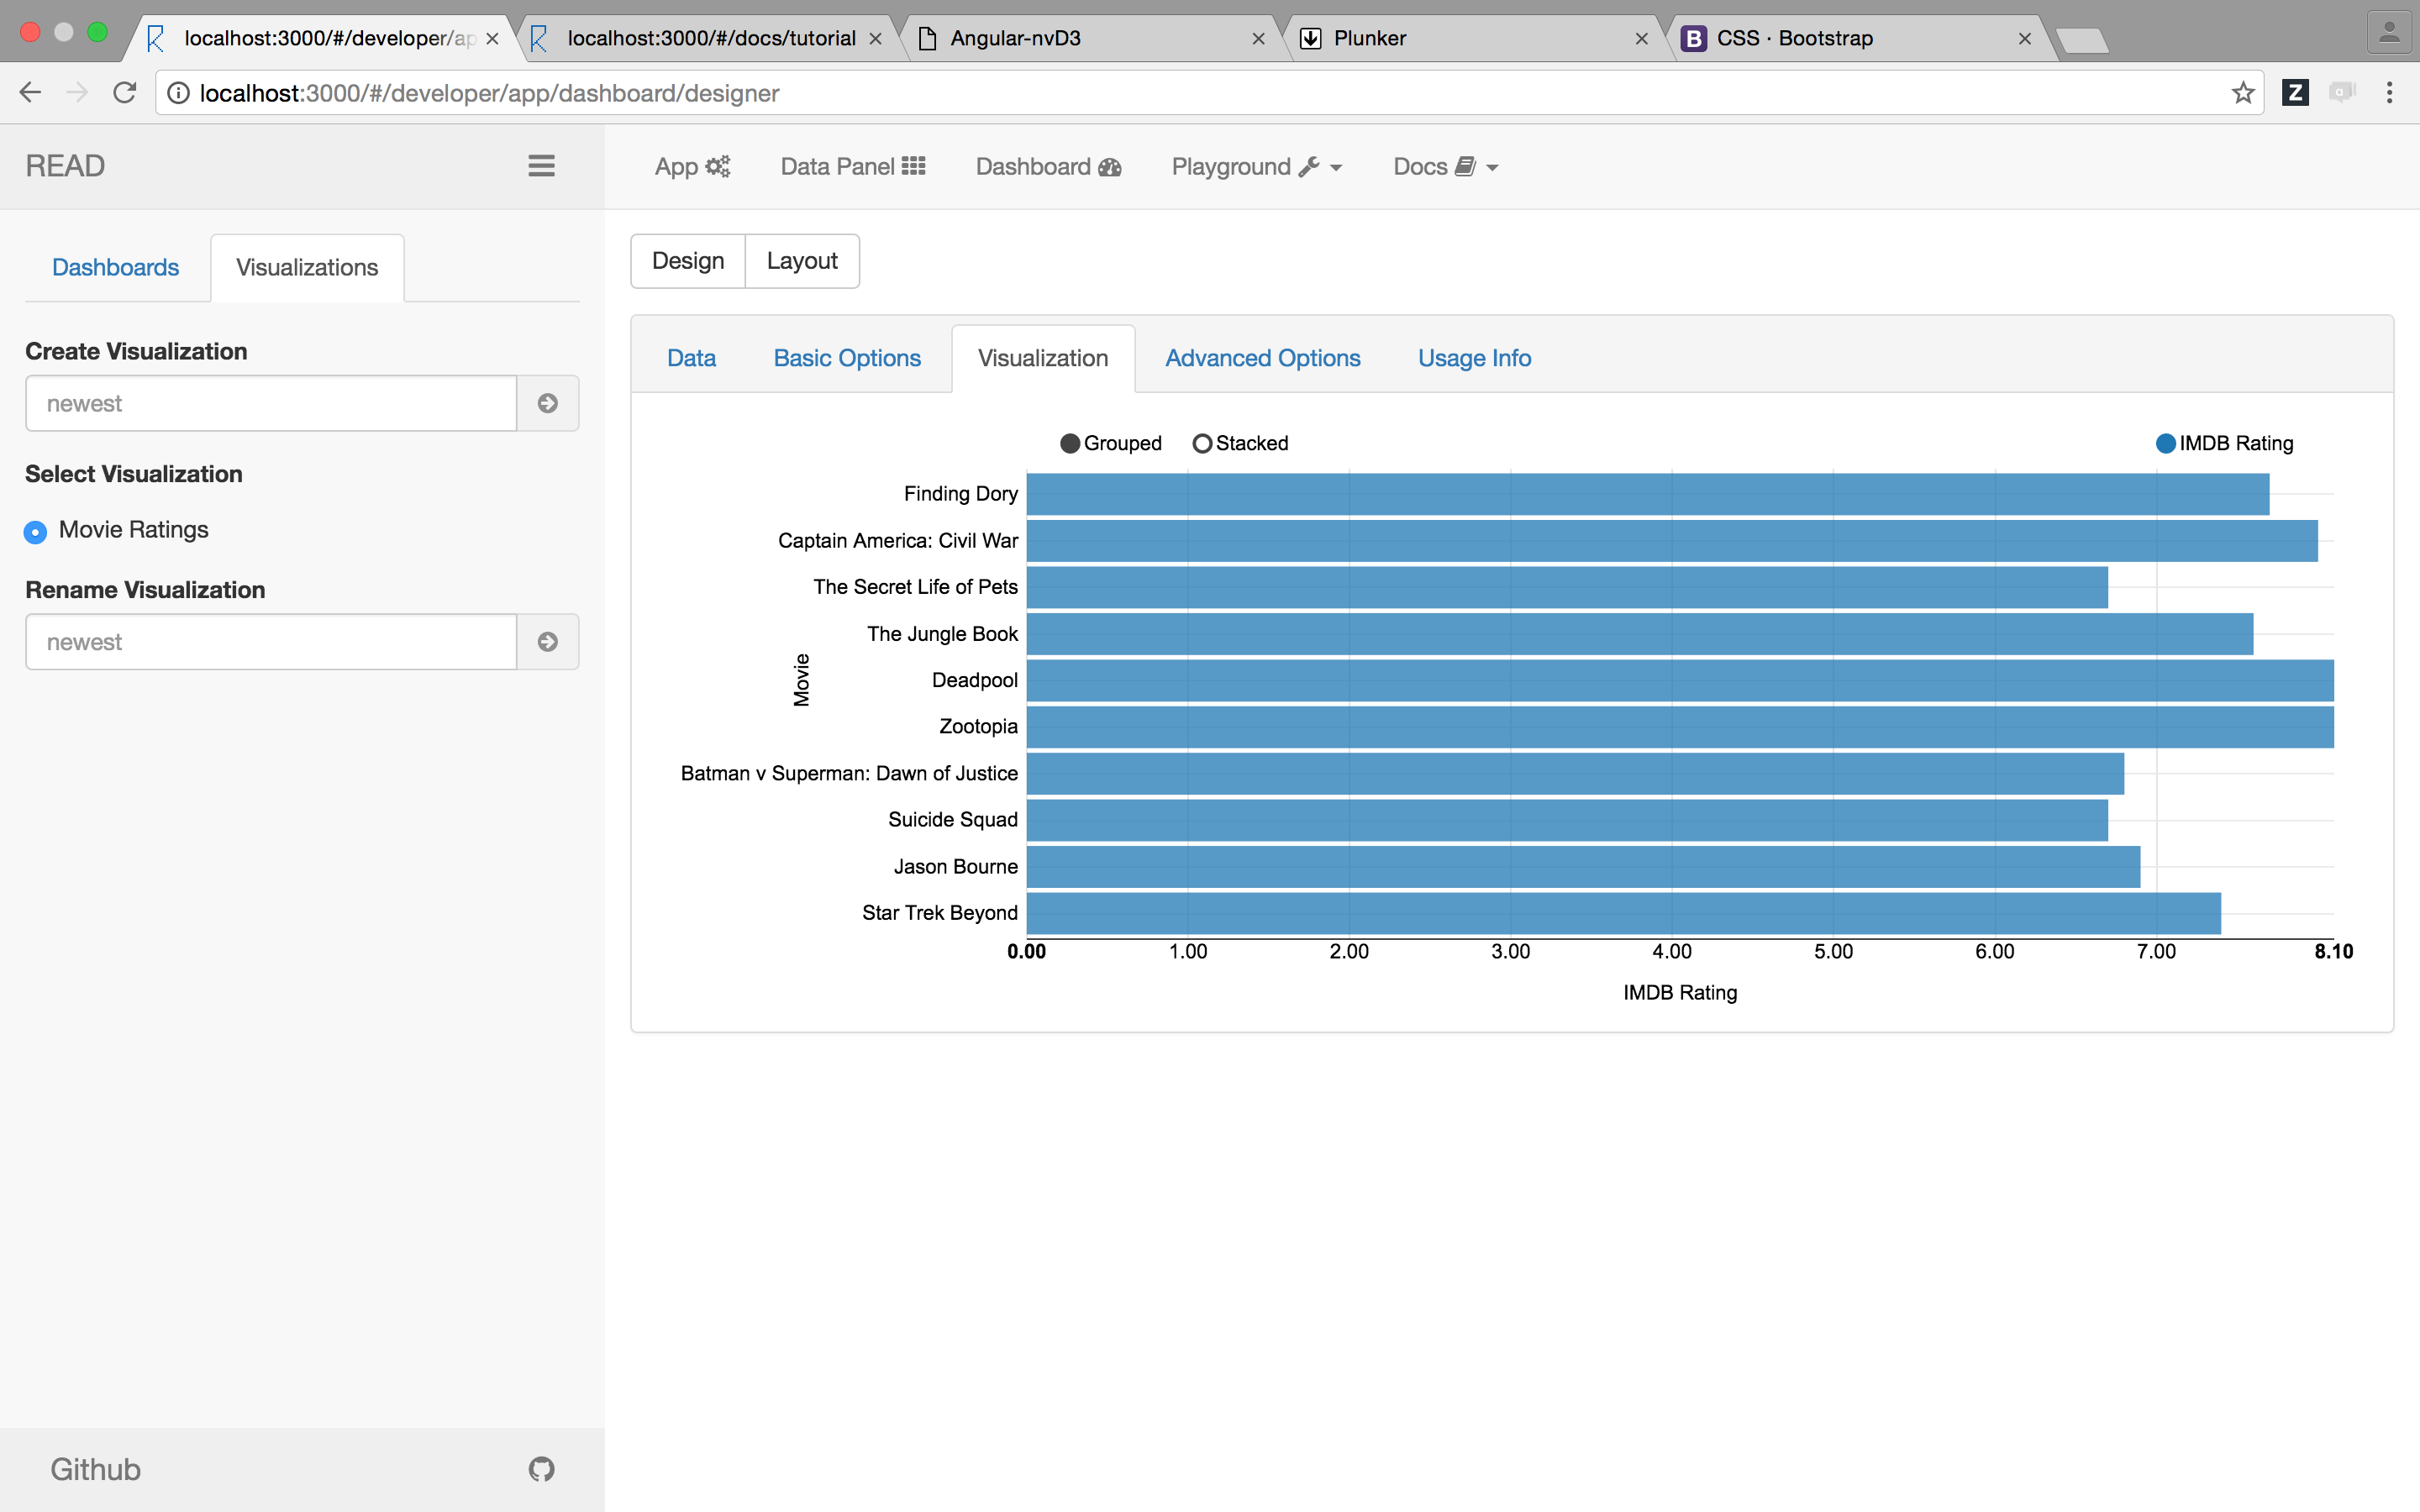 localhost:3000/#/developer/ap
localhost:3000/#/docs/tutorial
Angular-nvD3
Plunker
B CSS · Bootstrap
localhost:3000/#/developer/app/dashboard/designer
Z
a
READ
App
Data Panel
Dashboard
Playground
Docs
Dashboards
Visualizations
Create Visualization
newest
Select Visualization
Movie Ratings
Rename Visualization
newest
Github
Design
Layout
Data
Basic Options
Visualization
Advanced Options
Usage Info
Grouped
Stacked
IMDB Rating
Movie
Finding Dory
Captain America: Civil War
The Secret Life of Pets
The Jungle Book
Deadpool
Zootopia
Batman v Superman: Dawn of Justice
Suicide Squad
Jason Bourne
Star Trek Beyond
0.00 1.00 2.00 3.00 4.00 5.00 6.00 7.00 8.10
IMDB Rating